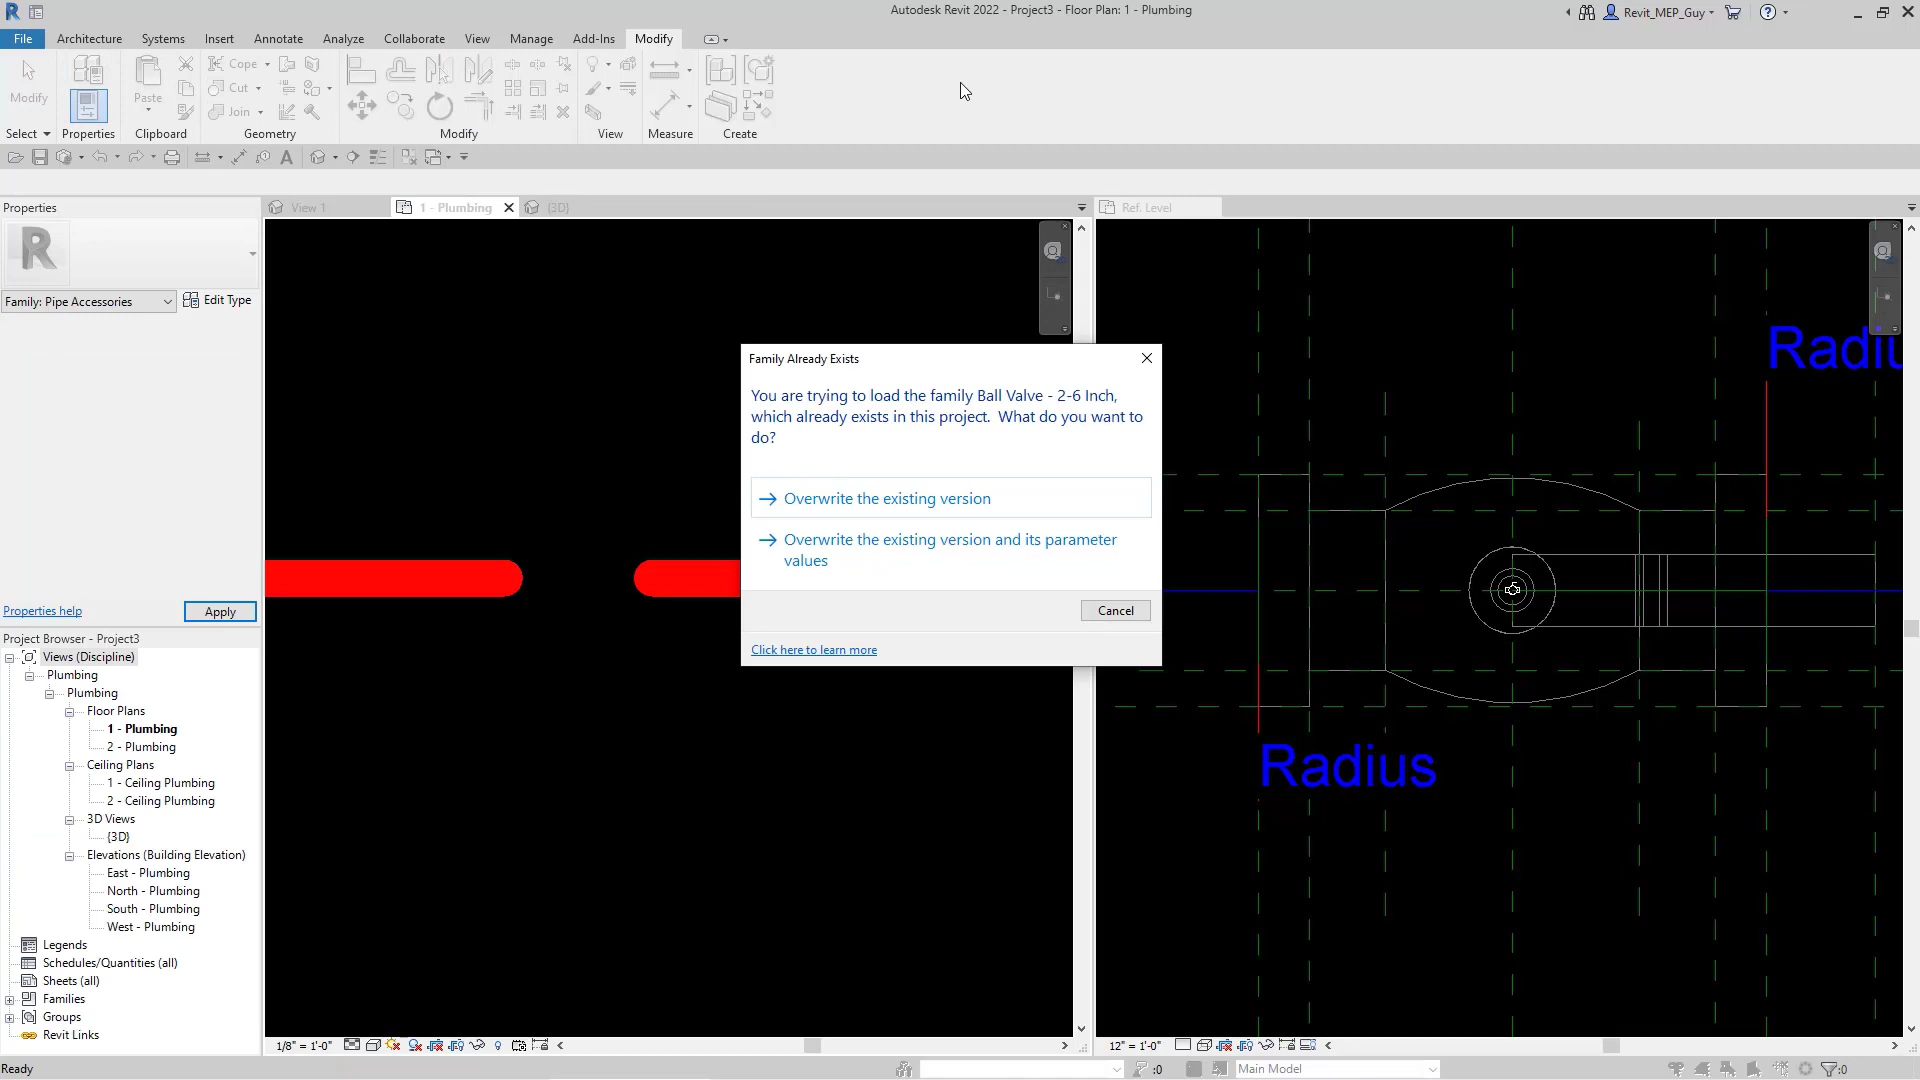 Autodesk Revit 2022 - Project3 - Floor Plan: 1 - Plumbing
Revit_MEP_Guy
File Architecture Systems Insert Annotate Analyze Collaborate View Manage Add-Ins Modify
Modify
Paste
Cope
Cut
Join
Select Properties Clipboard Geometry Modify View Measure Create
Properties
View 1
1 - Plumbing
{3D}
Ref. Level
Family: Pipe Accessories
Edit Type
Properties help
Apply
Project Browser - Project3
Views (Discipline)
Plumbing
Plumbing
Floor Plans
1 - Plumbing
2 - Plumbing
Ceiling Plans
1 - Ceiling Plumbing
2 - Ceiling Plumbing
3D Views
{3D}
Elevations (Building Elevation)
East - Plumbing
North - Plumbing
South - Plumbing
West - Plumbing
Legends
Schedules/Quantities (all)
Sheets (all)
Families
Groups
Revit Links
Family Already Exists
You are trying to load the family Ball Valve - 2-6 Inch,
which already exists in this project. What do you want to
do?
Overwrite the existing version
Overwrite the existing version and its parameter
values
Cancel
Click here to learn more
Radiu
Radius
1/8" = 1'-0"
12" = 1'-0"
Ready
:0
Main Model
:0